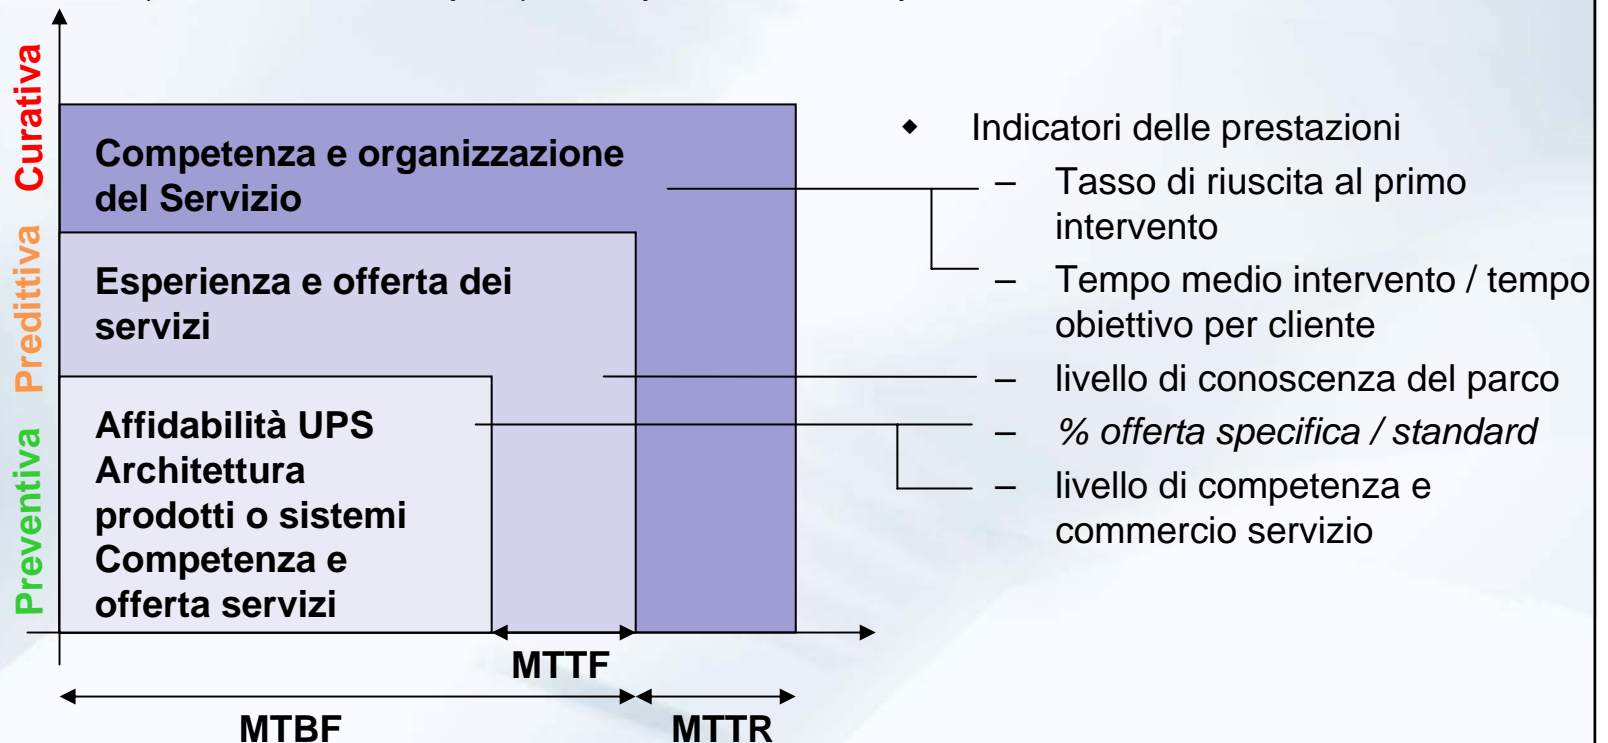 Curativa
Predittiva
Preventiva
Competenza e organizzazione
del Servizio
Esperienza e offerta dei
servizi
Affidabilità UPS
Architettura
prodotti o sistemi
Competenza e
offerta servizi
MTTF
MTBF
MTTR
◆ Indicatori delle prestazioni
– Tasso di riuscita al primo
intervento
– Tempo medio intervento / tempo
obiettivo per cliente
– livello di conoscenza del parco
– % offerta specifica / standard
– livello di competenza e
commercio servizio